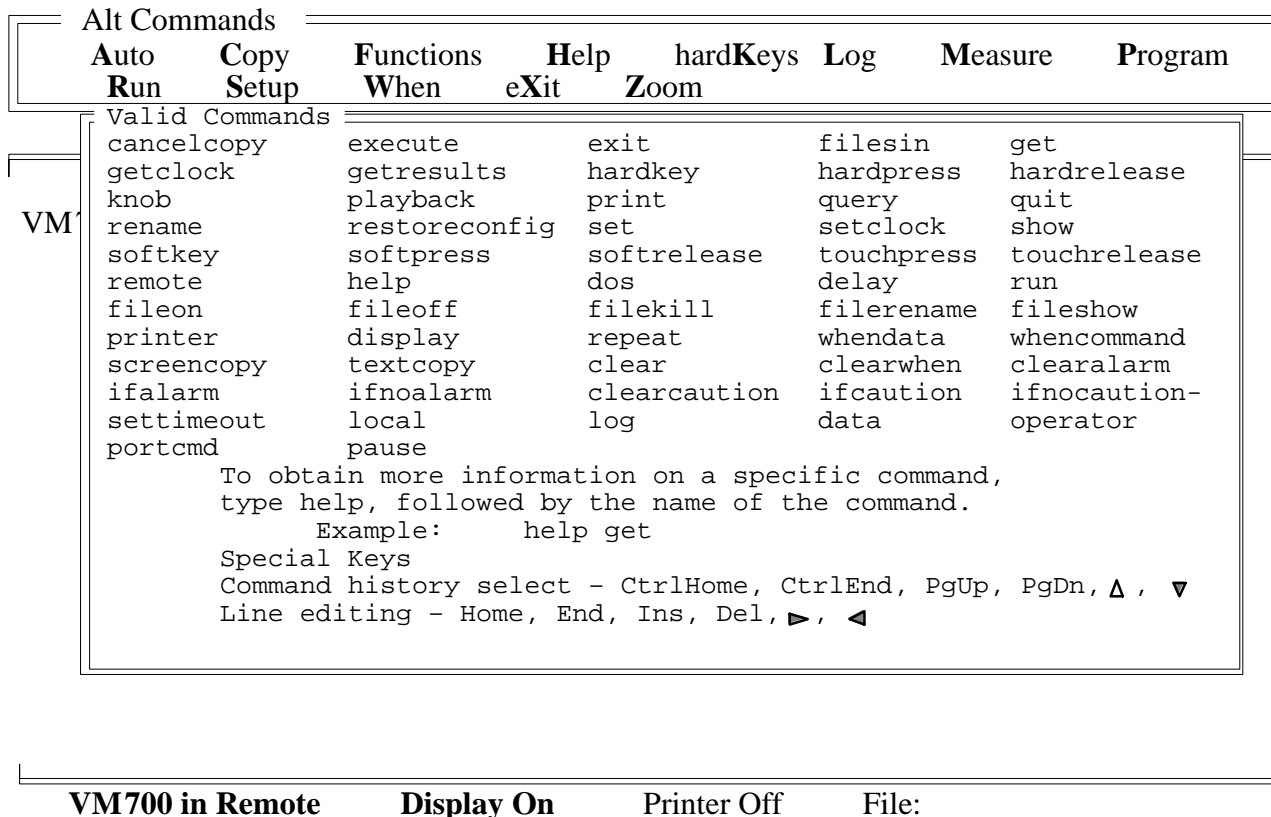 Alt Commands
Auto Copy Functions Help hardKeys Log Measure Program
Run Setup When eXit Zoom
Valid Commands
cancelcopy execute exit filesin get
getclock getresults hardkey hardpress hardrelease
knob playback print query quit
VM7
rename restoreconfig set setclock show
softkey softpress softrelease touchpress touchrelease
remote help dos delay run
fileon fileoff filekill filerename fileshow
printer display repeat whendata whencommand
screencopy textcopy clear clearwhen clearalarm
ifalarm ifnoalarm clearcaution ifcaution ifnocaution-
settimeout local log data operator
portcmd pause
To obtain more information on a specific command,
type help, followed by the name of the command.
Example: help get
Special Keys
Command history select – CtrlHome, CtrlEnd, PgUp, PgDn, ∆ , ▼
Line editing – Home, End, Ins, Del, ► , ◄
VM700 in Remote Display On Printer Off File: